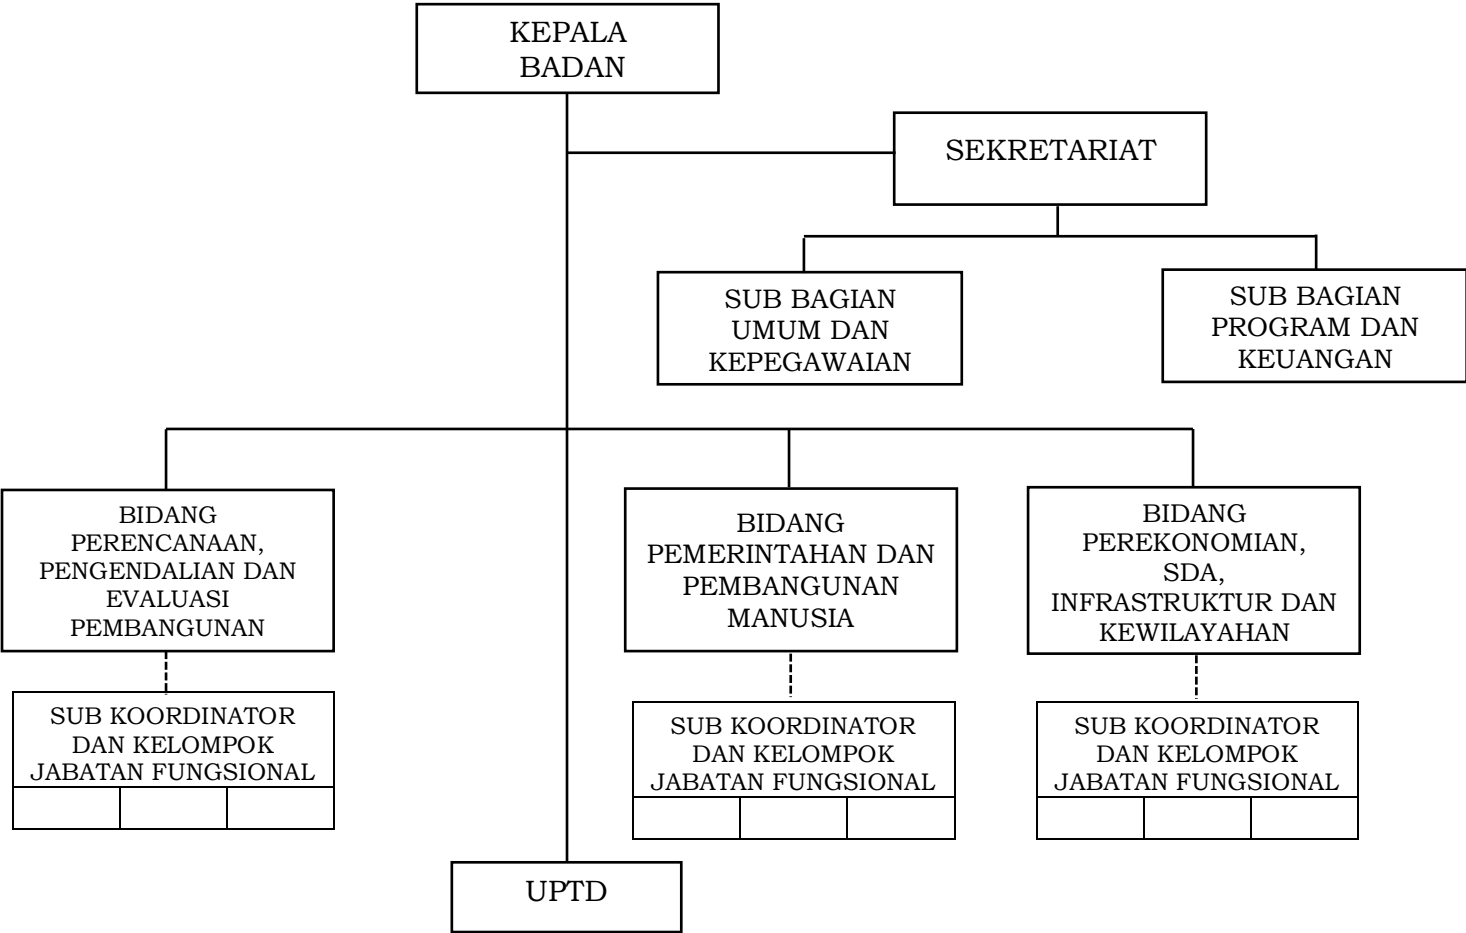 KEPALA
BADAN
SEKRETARIAT
SUB BAGIAN
UMUM DAN
KEPEGAWAIAN
SUB BAGIAN
PROGRAM DAN
KEUANGAN
BIDANG
PERENCANAAN,
PENGENDALIAN DAN
EVALUASI
PEMBANGUNAN
BIDANG
PEMERINTAHAN DAN
PEMBANGUNAN
MANUSIA
BIDANG
PEREKONOMIAN,
SDA,
INFRASTRUKTUR DAN
KEWILAYAHAN
SUB KOORDINATOR
DAN KELOMPOK
JABATAN FUNGSIONAL
SUB KOORDINATOR
DAN KELOMPOK
JABATAN FUNGSIONAL
SUB KOORDINATOR
DAN KELOMPOK
JABATAN FUNGSIONAL
UPTD